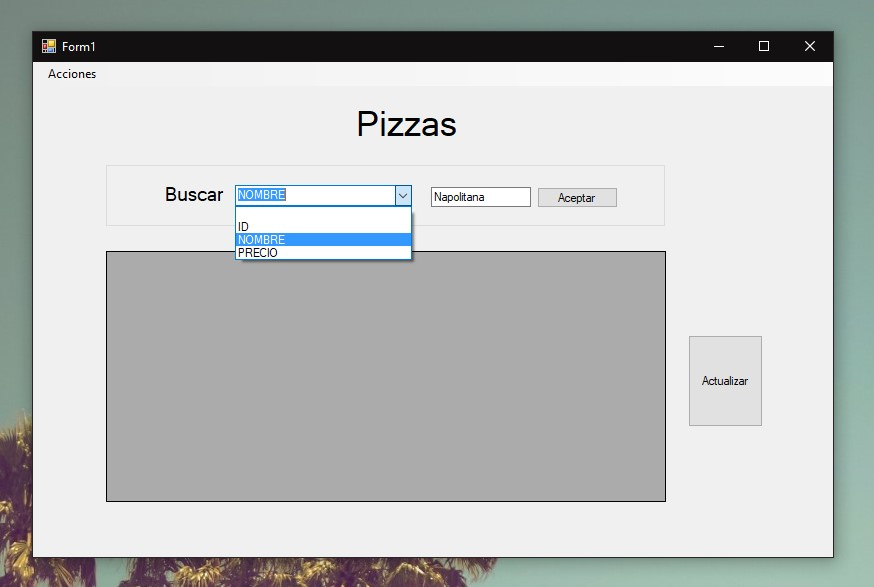 Form1
Acciones
Pizzas
Buscar NOMBRE Napolitana Aceptar
ID
NOMBRE
PRECIO
Actualizar